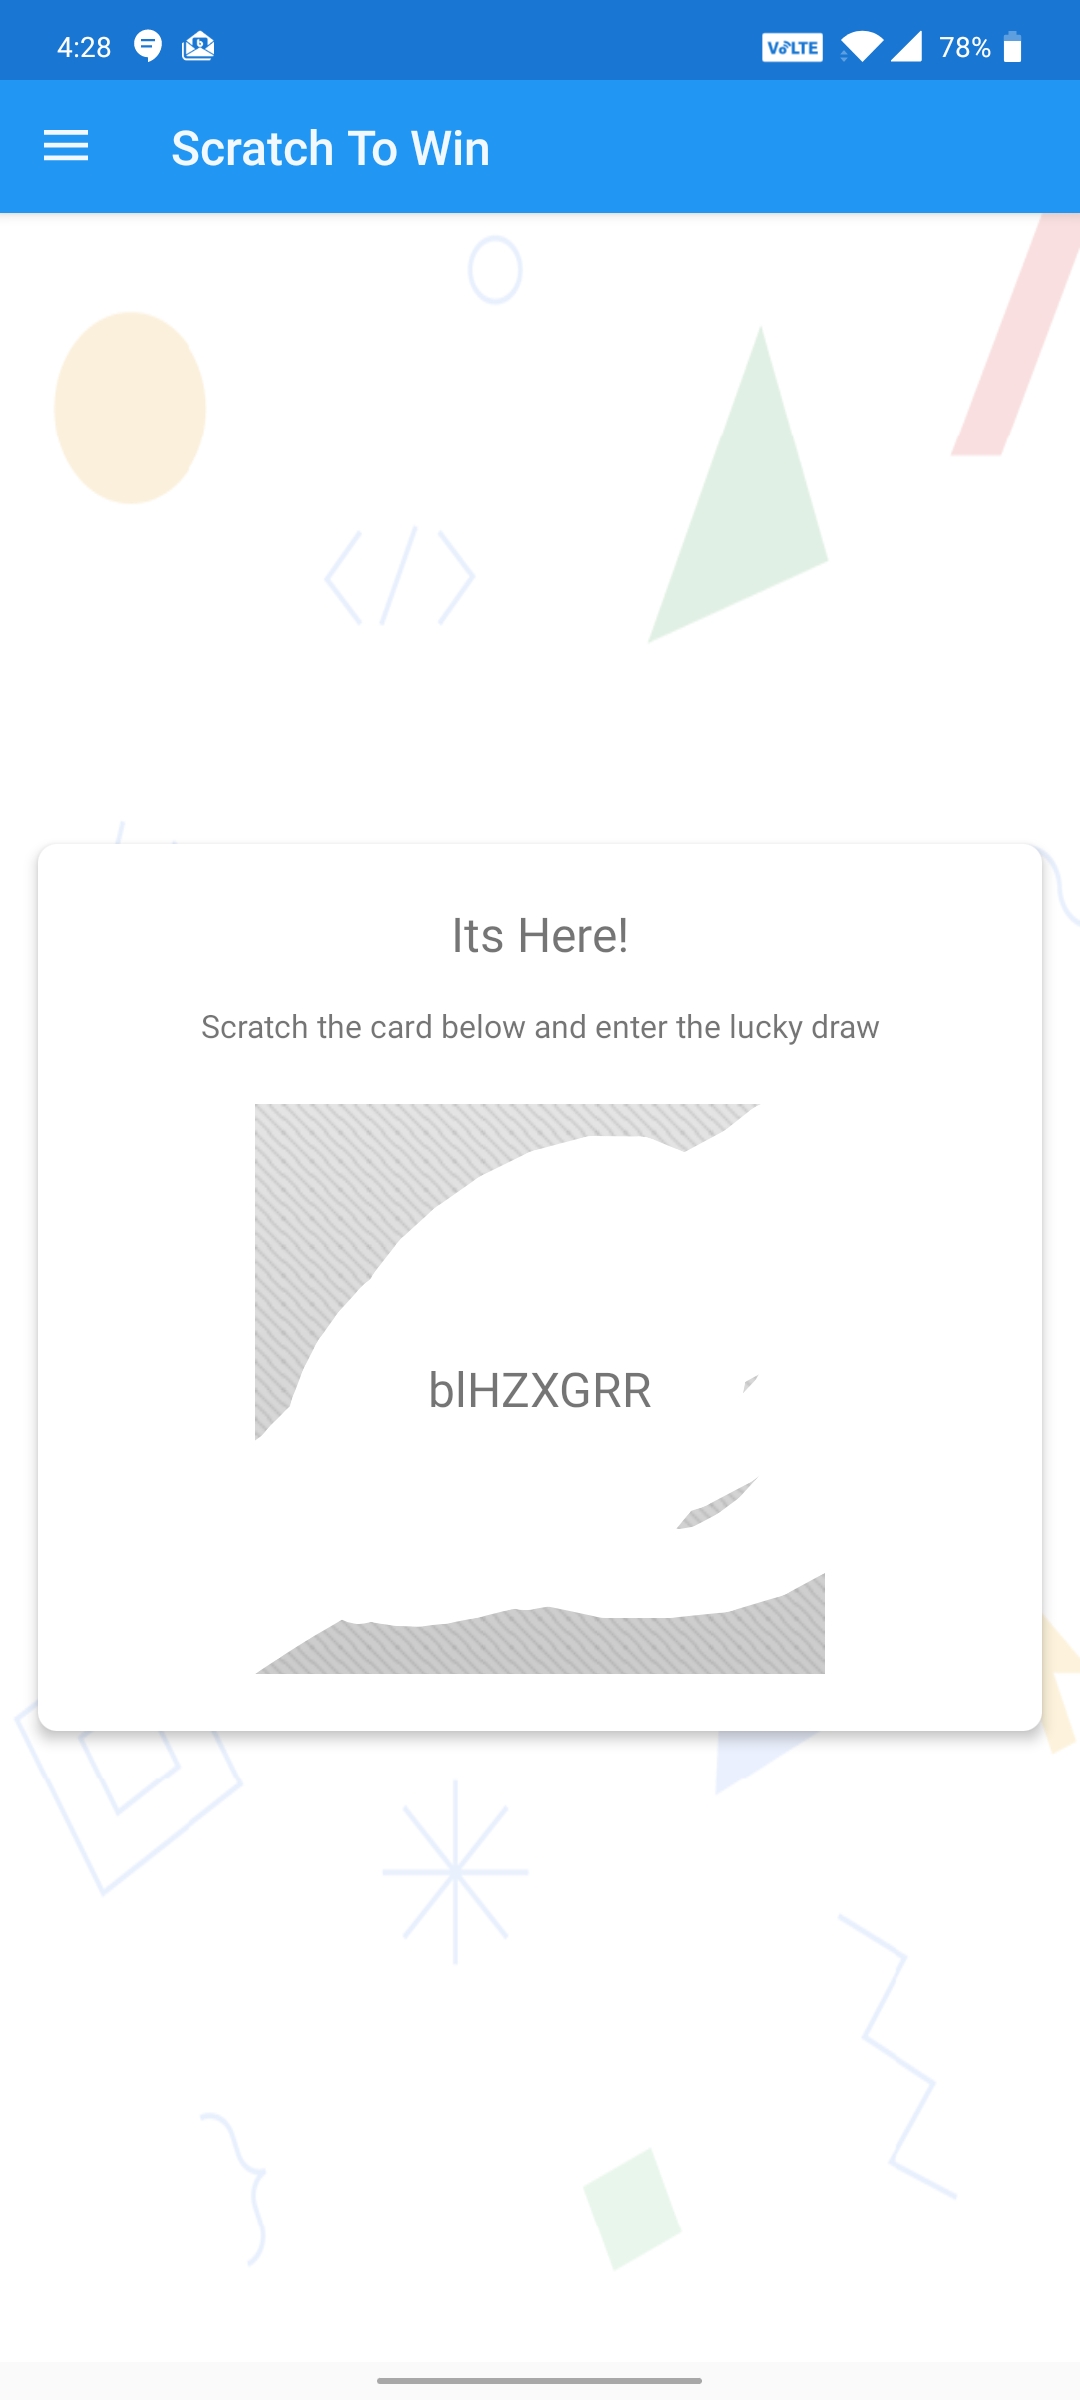 4:28
VoLTE 78%
Scratch To Win
Its Here!
Scratch the card below and enter the lucky draw
blHZXGRR